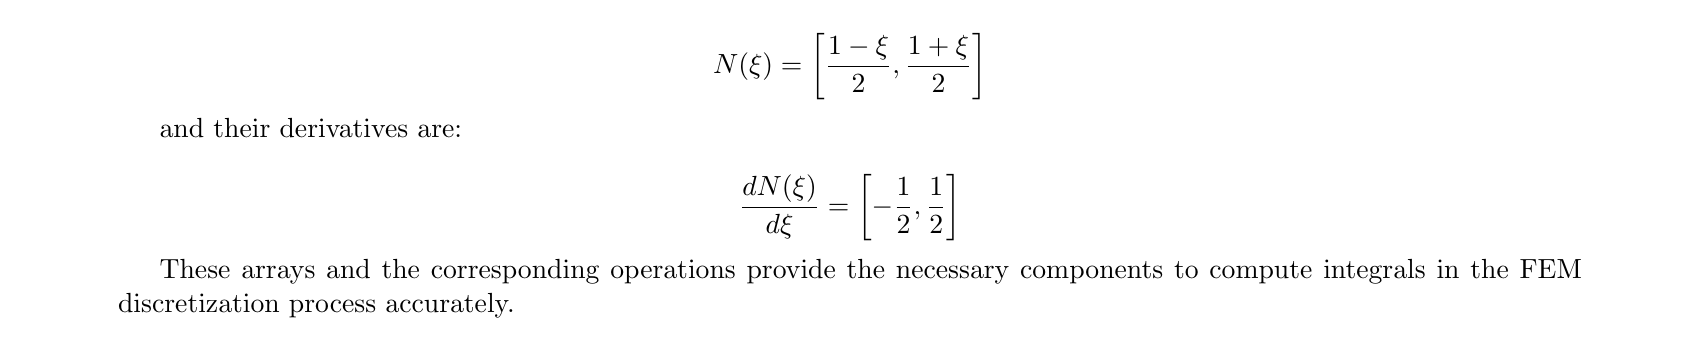 N(ξ) = [ (1 − ξ)/2 , (1 + ξ)/2 ]
and their derivatives are:
dN(ξ)/dξ = [ −1/2 , 1/2 ]
These arrays and the corresponding operations provide the necessary components to compute integrals in the FEM
discretization process accurately.